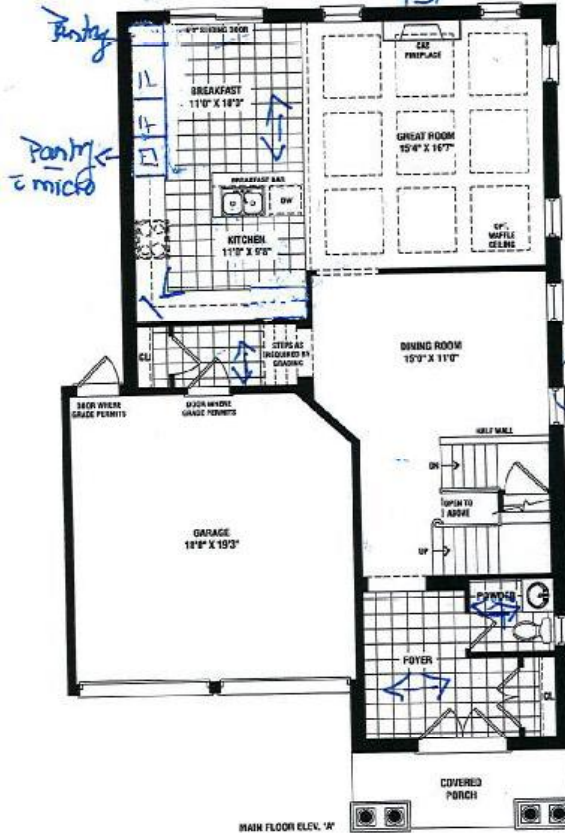 Pantry
6'0" SLIDING DOOR
GAS
FIREPLACE
BREAKFAST
11'0" X 10'3"
GREAT ROOM
15'4" X 16'7"
Pantry
c̄ micro
BREAKFAST BAR
DW
KITCHEN
11'0" X 9'8"
OPT.
WAFFLE
CEILING
CL
STEPS AS
REQUIRED BY
GRADING
DINING ROOM
15'0" X 11'0"
DOOR WHERE
GRADE PERMITS
DOOR WHERE
GRADE PERMITS
HALF WALL
DN
OPEN TO
ABOVE
UP
GARAGE
18'8" X 19'3"
POWDER
FOYER
CL
COVERED
PORCH
MAIN FLOOR ELEV. 'A'